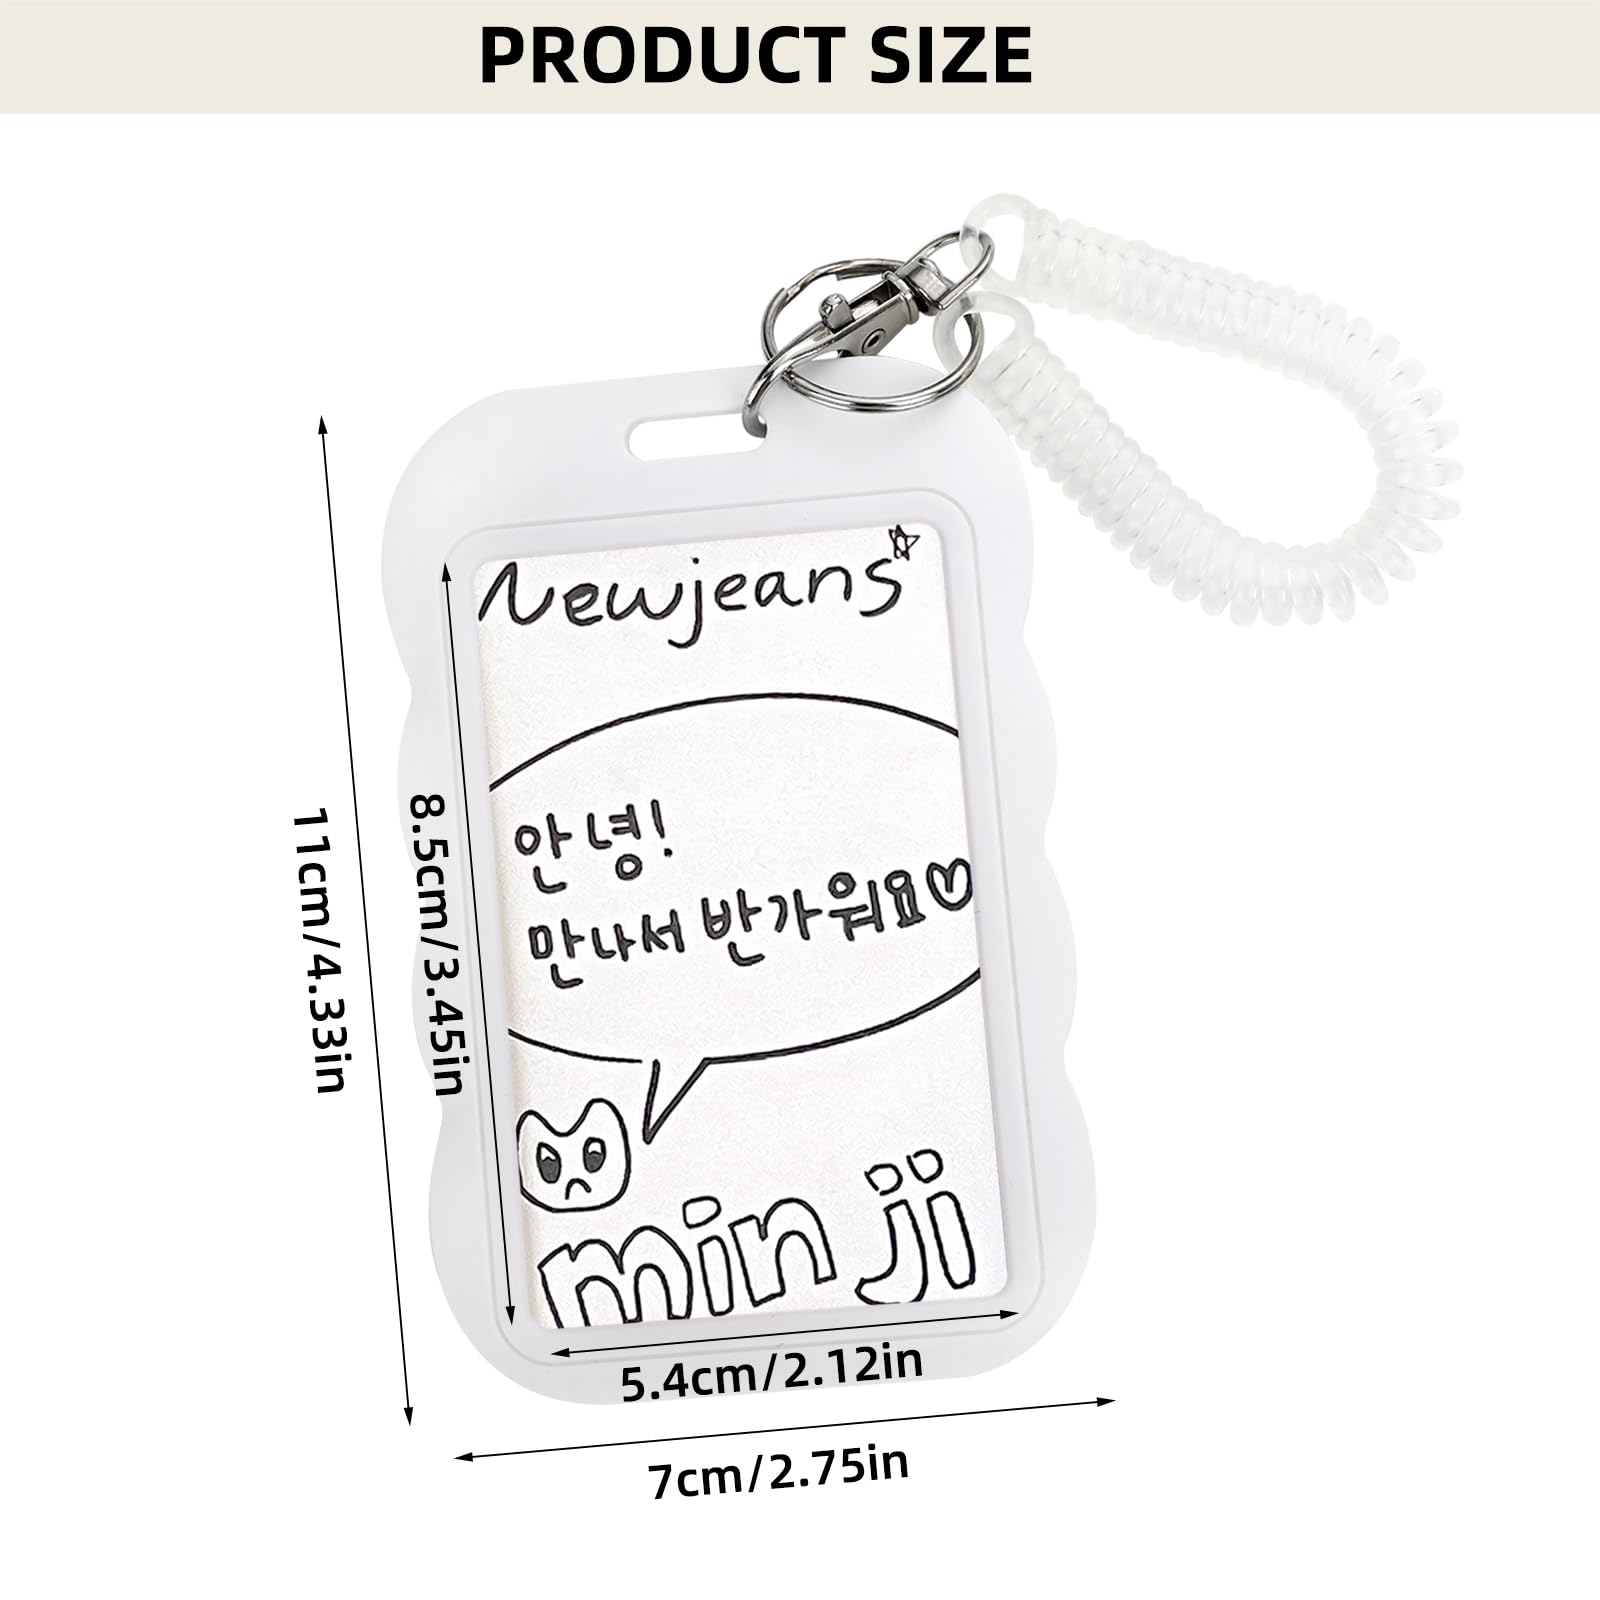 PRODUCT SIZE
Newjeans
안녕!
만나서 반가워요♡
min ji
11cm/4.33in
8.5cm/3.45in
5.4cm/2.12in
7cm/2.75in